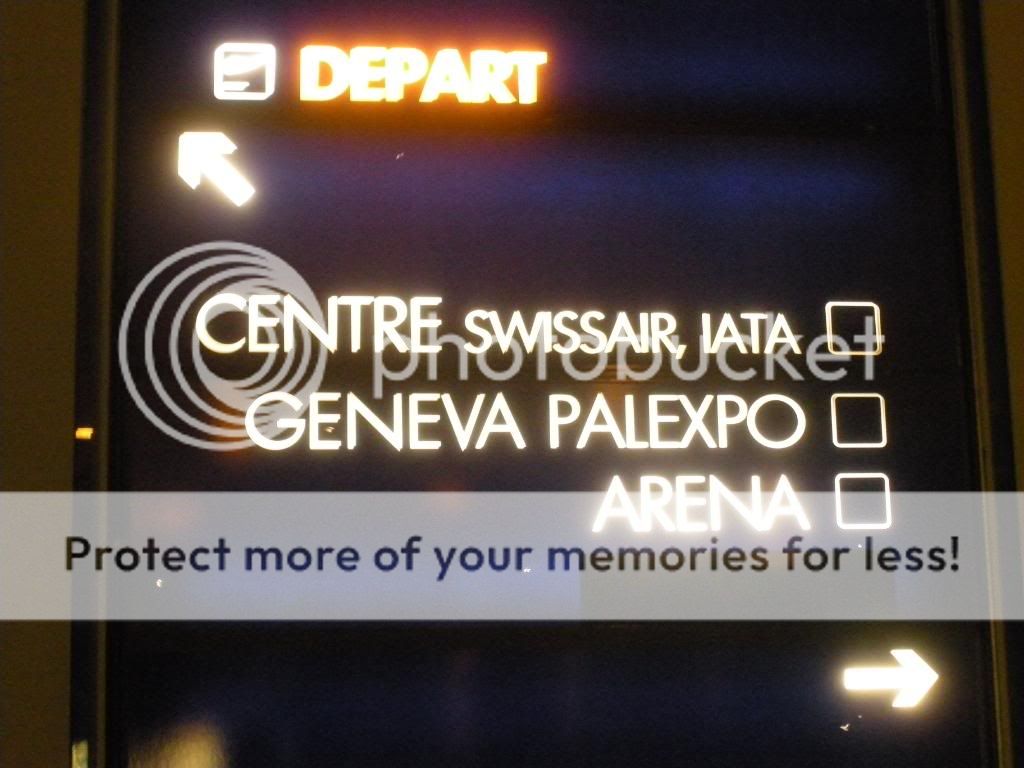 DEPART
CENTRE SWISSAIR, IATA
photobucket
GENEVA PALEXPO
ARENA
Protect more of your memories for less!